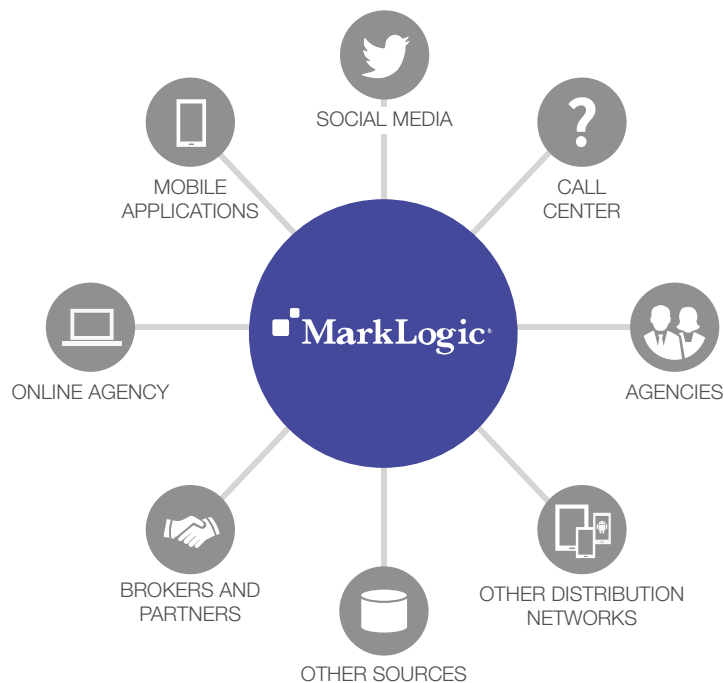 SOCIAL MEDIA
MOBILE
APPLICATIONS
?
CALL
CENTER
MarkLogic®
ONLINE AGENCY
AGENCIES
BROKERS AND
PARTNERS
OTHER DISTRIBUTION
NETWORKS
OTHER SOURCES